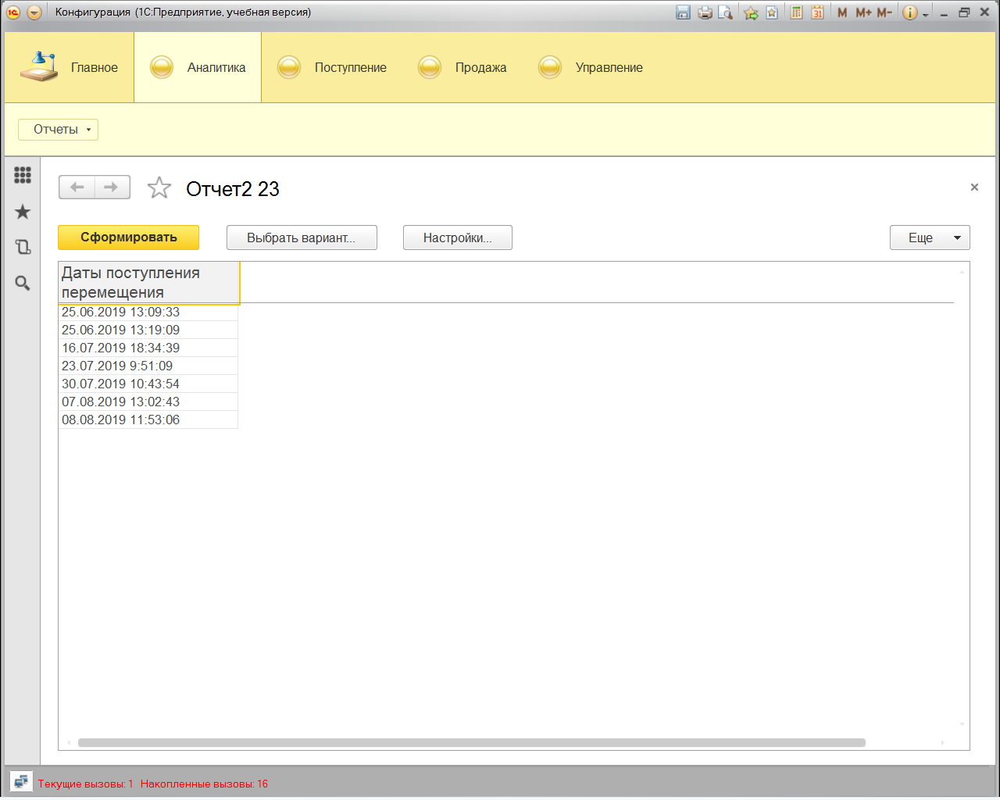 Конфигурация (1С:Предприятие, учебная версия)
31 M M+ M-
Главное
Аналитика
Поступление
Продажа
Управление
Отчеты
Отчет2 23
Сформировать
Выбрать вариант...
Настройки...
Еще
Даты поступления
перемещения
25.06.2019 13:09:33
25.06.2019 13:19:09
16.07.2019 18:34:39
23.07.2019 9:51:09
30.07.2019 10:43:54
07.08.2019 13:02:43
08.08.2019 11:53:06
Текущие вызовы: 1 Накопленные вызовы: 16